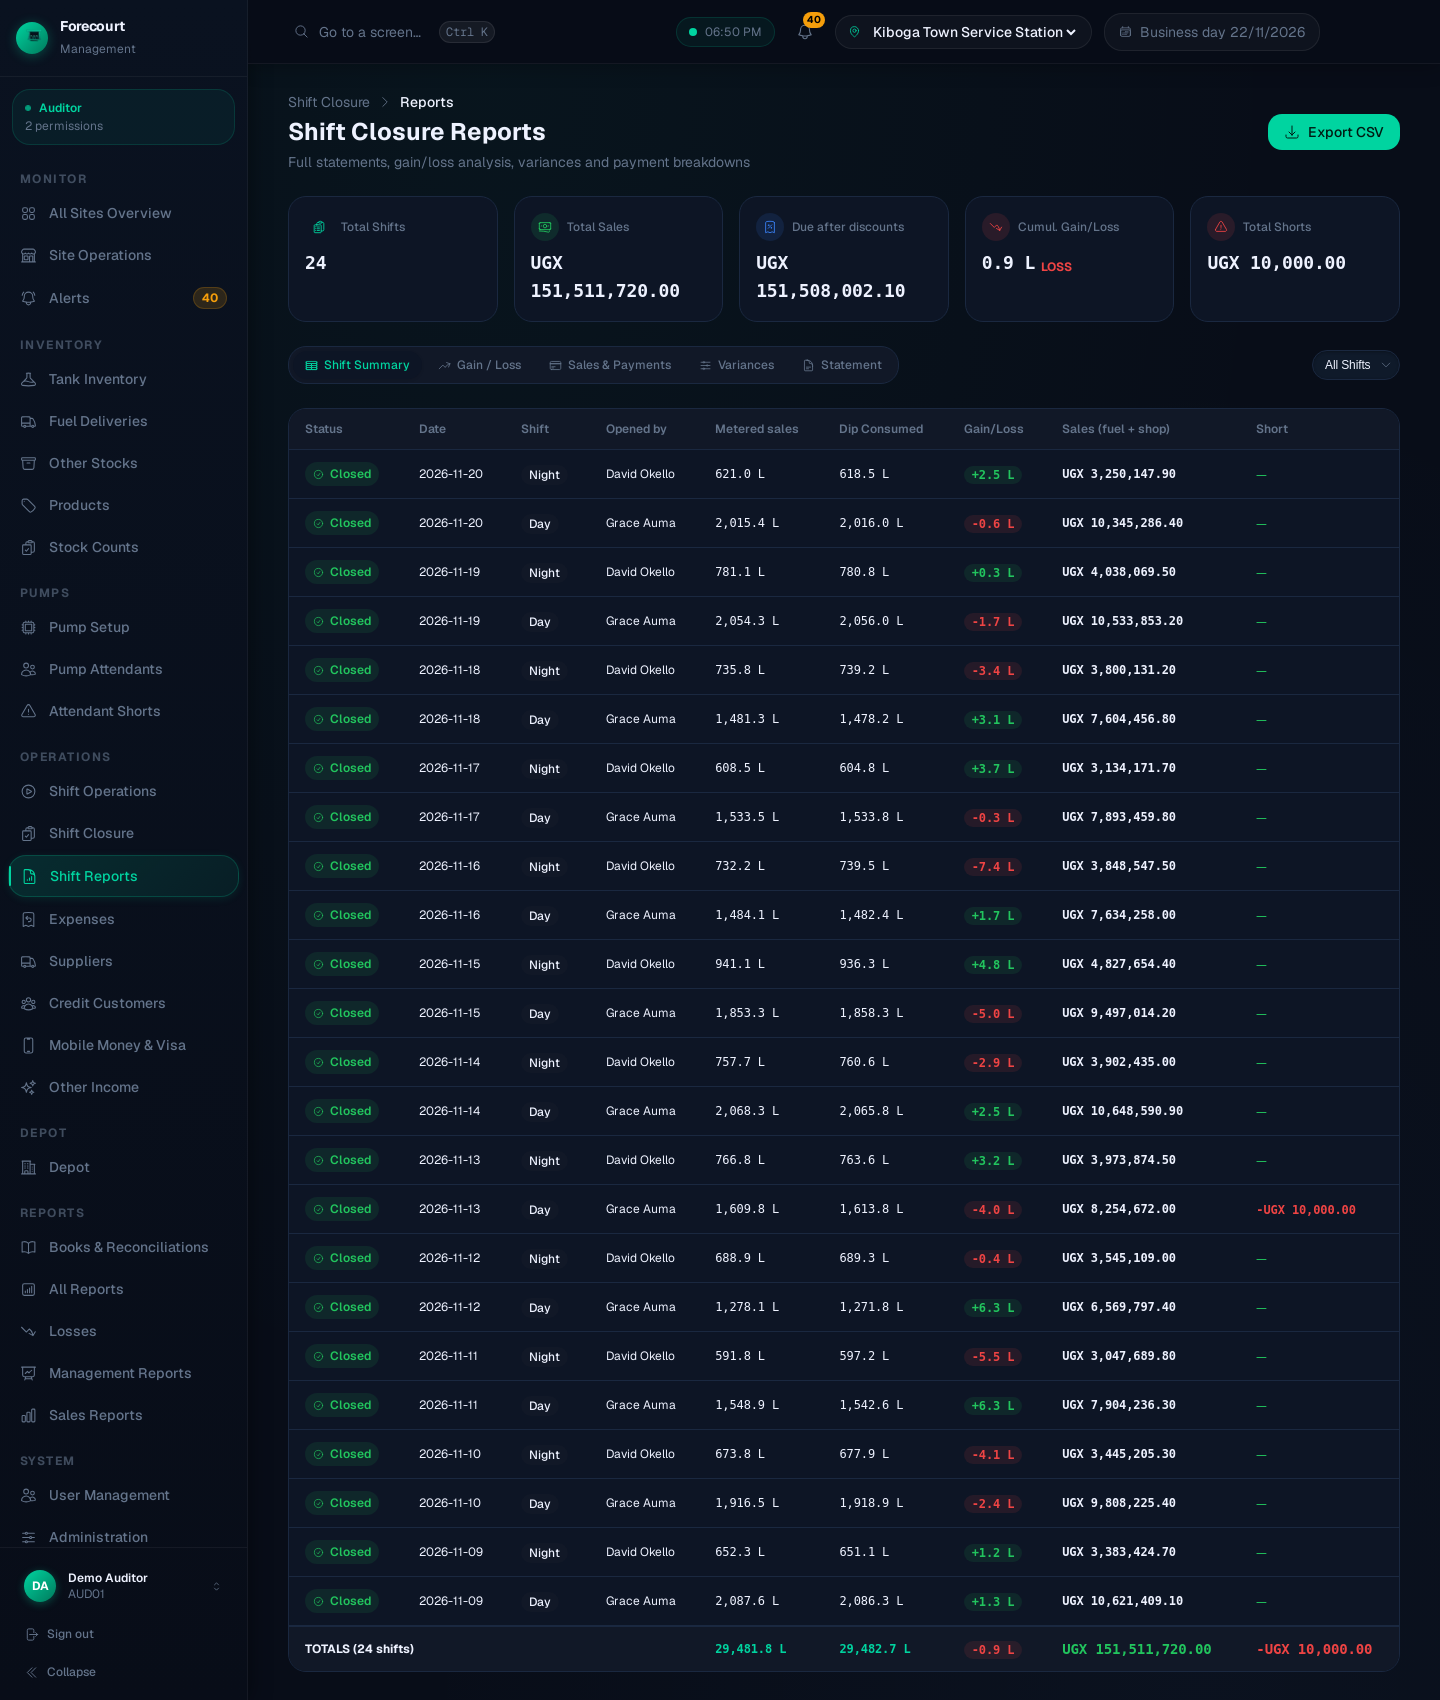 Forecourt
Management
Go to a screen... Ctrl K
06:50 PM
40
Kiboga Town Service Station
Business day 22/11/2026
Auditor
2 permissions
MONITOR
All Sites Overview
Site Operations
Alerts 40
INVENTORY
Tank Inventory
Fuel Deliveries
Other Stocks
Products
Stock Counts
PUMPS
Pump Setup
Pump Attendants
Attendant Shorts
OPERATIONS
Shift Operations
Shift Closure
Shift Reports
Expenses
Suppliers
Credit Customers
Mobile Money & Visa
Other Income
DEPOT
Depot
REPORTS
Books & Reconciliations
All Reports
Losses
Management Reports
Sales Reports
SYSTEM
User Management
Administration
DA Demo Auditor
AUD01
Sign out
Collapse
Shift Closure > Reports
Shift Closure Reports
Full statements, gain/loss analysis, variances and payment breakdowns
Export CSV
Total Shifts
24
Total Sales
UGX
151,511,720.00
Due after discounts
UGX
151,508,002.10
Cumul. Gain/Loss
0.9 L LOSS
Total Shorts
UGX 10,000.00
Shift Summary Gain / Loss Sales & Payments Variances Statement
All Shifts
Status Date Shift Opened by Metered sales Dip Consumed Gain/Loss Sales (fuel + shop) Short
Closed 2026-11-20 Night David Okello 621.0 L 618.5 L +2.5 L UGX 3,250,147.90 —
Closed 2026-11-20 Day Grace Auma 2,015.4 L 2,016.0 L -0.6 L UGX 10,345,286.40 —
Closed 2026-11-19 Night David Okello 781.1 L 780.8 L +0.3 L UGX 4,038,069.50 —
Closed 2026-11-19 Day Grace Auma 2,054.3 L 2,056.0 L -1.7 L UGX 10,533,853.20 —
Closed 2026-11-18 Night David Okello 735.8 L 739.2 L -3.4 L UGX 3,800,131.20 —
Closed 2026-11-18 Day Grace Auma 1,481.3 L 1,478.2 L +3.1 L UGX 7,604,456.80 —
Closed 2026-11-17 Night David Okello 608.5 L 604.8 L +3.7 L UGX 3,134,171.70 —
Closed 2026-11-17 Day Grace Auma 1,533.5 L 1,533.8 L -0.3 L UGX 7,893,459.80 —
Closed 2026-11-16 Night David Okello 732.2 L 739.5 L -7.4 L UGX 3,848,547.50 —
Closed 2026-11-16 Day Grace Auma 1,484.1 L 1,482.4 L +1.7 L UGX 7,634,258.00 —
Closed 2026-11-15 Night David Okello 941.1 L 936.3 L +4.8 L UGX 4,827,654.40 —
Closed 2026-11-15 Day Grace Auma 1,853.3 L 1,858.3 L -5.0 L UGX 9,497,014.20 —
Closed 2026-11-14 Night David Okello 757.7 L 760.6 L -2.9 L UGX 3,902,435.00 —
Closed 2026-11-14 Day Grace Auma 2,068.3 L 2,065.8 L +2.5 L UGX 10,648,590.90 —
Closed 2026-11-13 Night David Okello 766.8 L 763.6 L +3.2 L UGX 3,973,874.50 —
Closed 2026-11-13 Day Grace Auma 1,609.8 L 1,613.8 L -4.0 L UGX 8,254,672.00 -UGX 10,000.00
Closed 2026-11-12 Night David Okello 688.9 L 689.3 L -0.4 L UGX 3,545,109.00 —
Closed 2026-11-12 Day Grace Auma 1,278.1 L 1,271.8 L +6.3 L UGX 6,569,797.40 —
Closed 2026-11-11 Night David Okello 591.8 L 597.2 L -5.5 L UGX 3,047,689.80 —
Closed 2026-11-11 Day Grace Auma 1,548.9 L 1,542.6 L +6.3 L UGX 7,904,236.30 —
Closed 2026-11-10 Night David Okello 673.8 L 677.9 L -4.1 L UGX 3,445,205.30 —
Closed 2026-11-10 Day Grace Auma 1,916.5 L 1,918.9 L -2.4 L UGX 9,808,225.40 —
Closed 2026-11-09 Night David Okello 652.3 L 651.1 L +1.2 L UGX 3,383,424.70 —
Closed 2026-11-09 Day Grace Auma 2,087.6 L 2,086.3 L +1.3 L UGX 10,621,409.10 —
TOTALS (24 shifts) 29,481.8 L 29,482.7 L -0.9 L UGX 151,511,720.00 -UGX 10,000.00